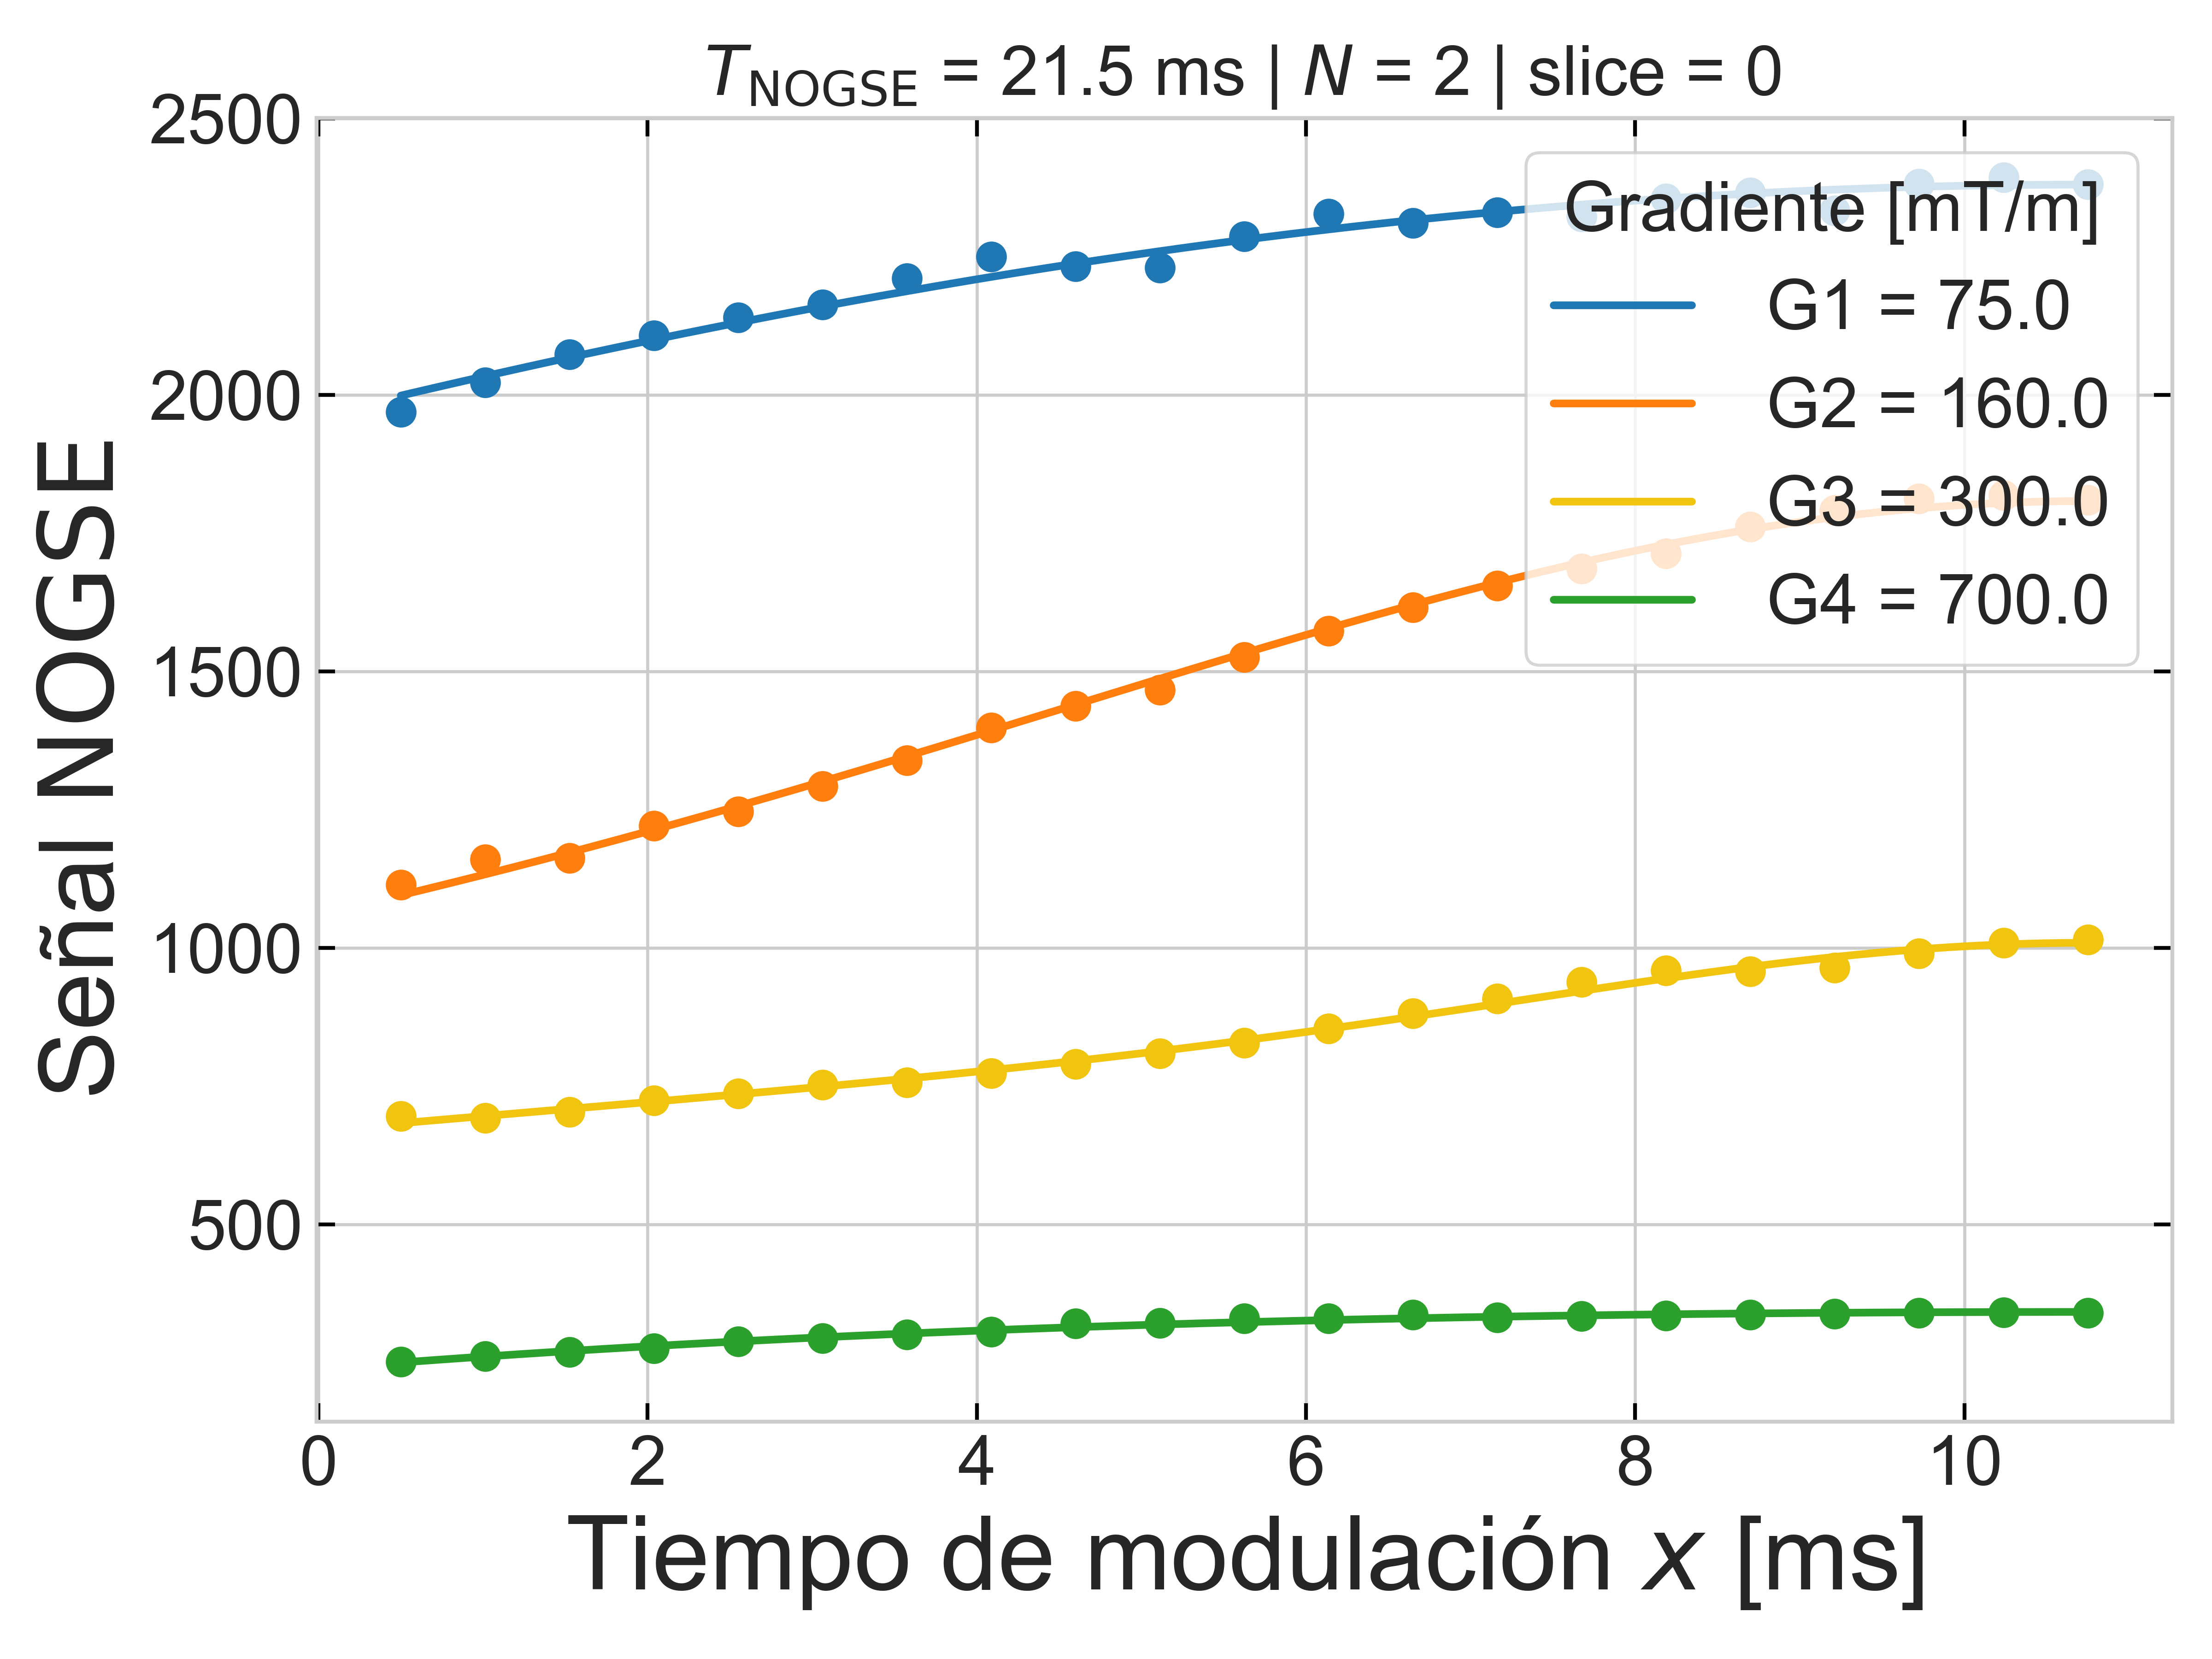 T_NOGSE = 21.5 ms | N = 2 | slice = 0
2500
2000
1500
1000
500
Señal NOGSE
Gradiente [mT/m]
G1 = 75.0
G2 = 160.0
G3 = 300.0
G4 = 700.0
0 2 4 6 8 10
Tiempo de modulación x [ms]